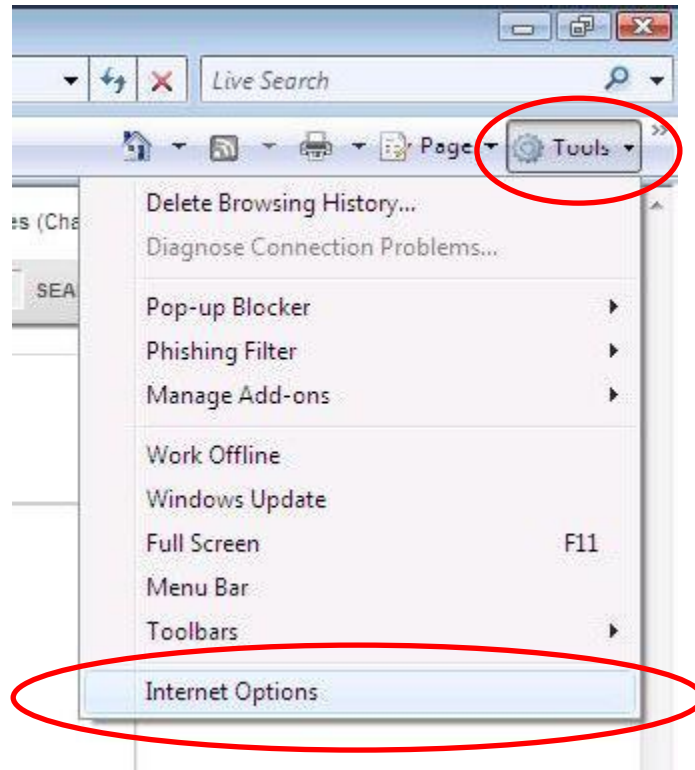 Live Search
Page Tools
es (Cha
SEA
Delete Browsing History...
Diagnose Connection Problems...
Pop-up Blocker
Phishing Filter
Manage Add-ons
Work Offline
Windows Update
Full Screen F11
Menu Bar
Toolbars
Internet Options